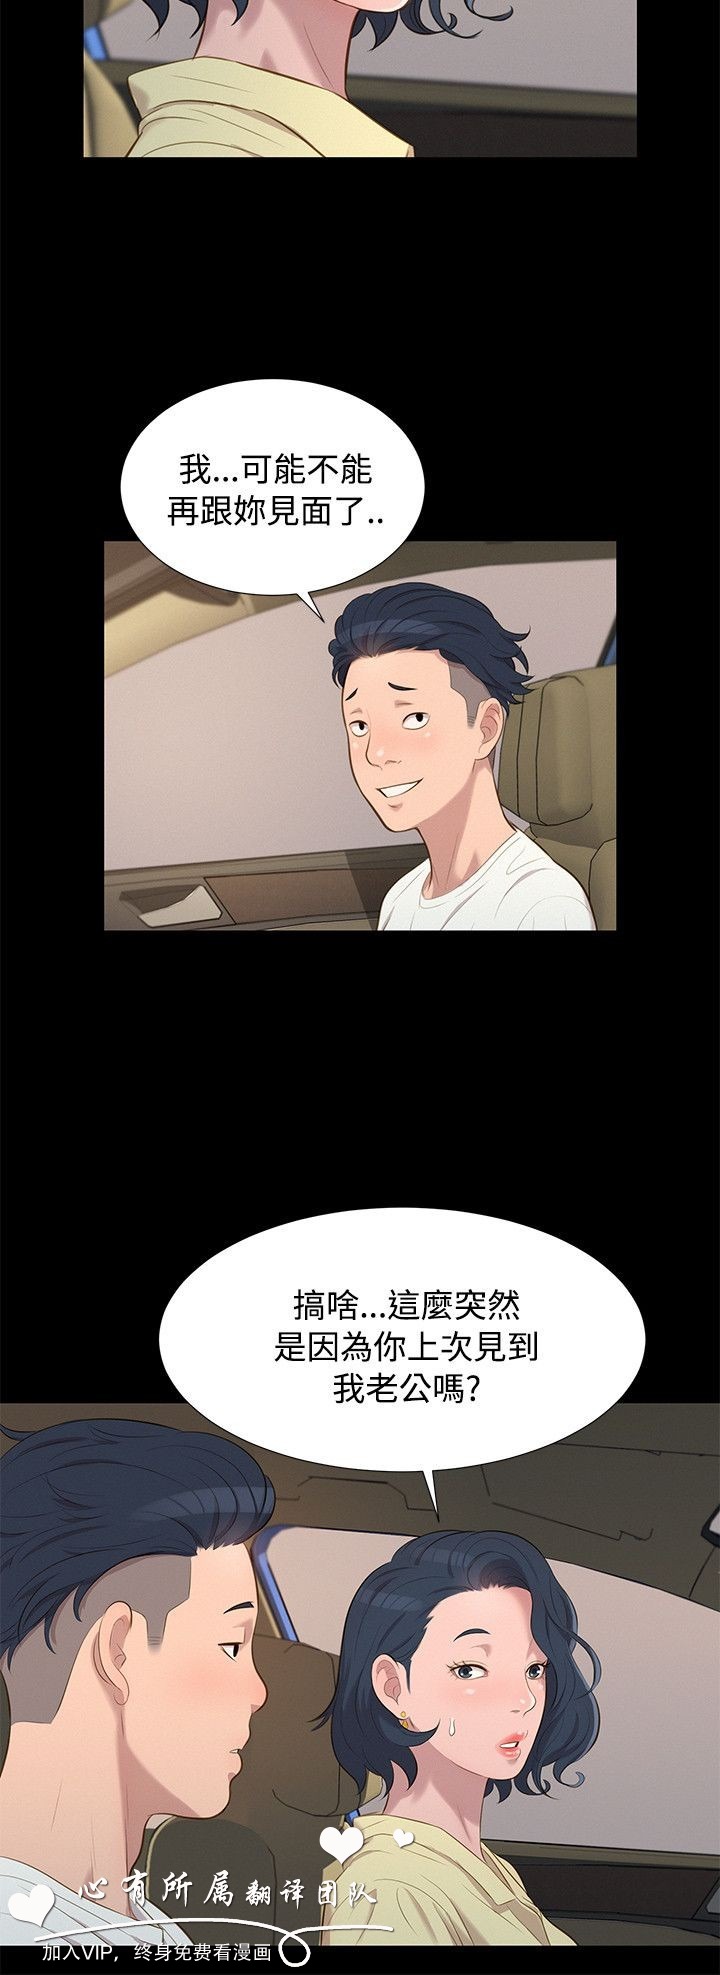 我...可能不能
再跟妳見面了..
搞啥...這麼突然
是因為你上次見到
我老公嗎?
心有所属翻译团队
加入VIP，终身免费看漫画